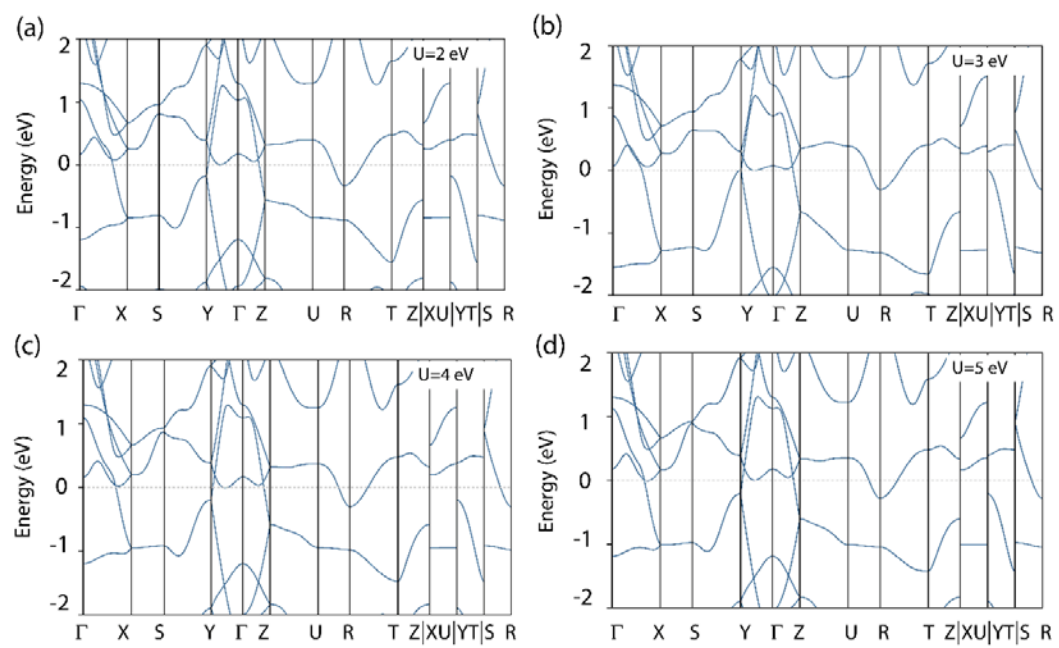 (a)
U=2 eV
2
1
0
-1
-2
Energy (eV)
Γ X S Y Γ Z U R T Z|XU|YT|S R
(b)
U=3 eV
2
1
0
-1
-2
Energy (eV)
Γ X S Y Γ Z U R T Z|XU|YT|S R
(c)
U=4 eV
2
1
0
-1
-2
Energy (eV)
Γ X S Y Γ Z U R T Z|XU|YT|S R
(d)
U=5 eV
2
1
0
-1
-2
Energy (eV)
Γ X S Y Γ Z U R T Z|XU|YT|S R